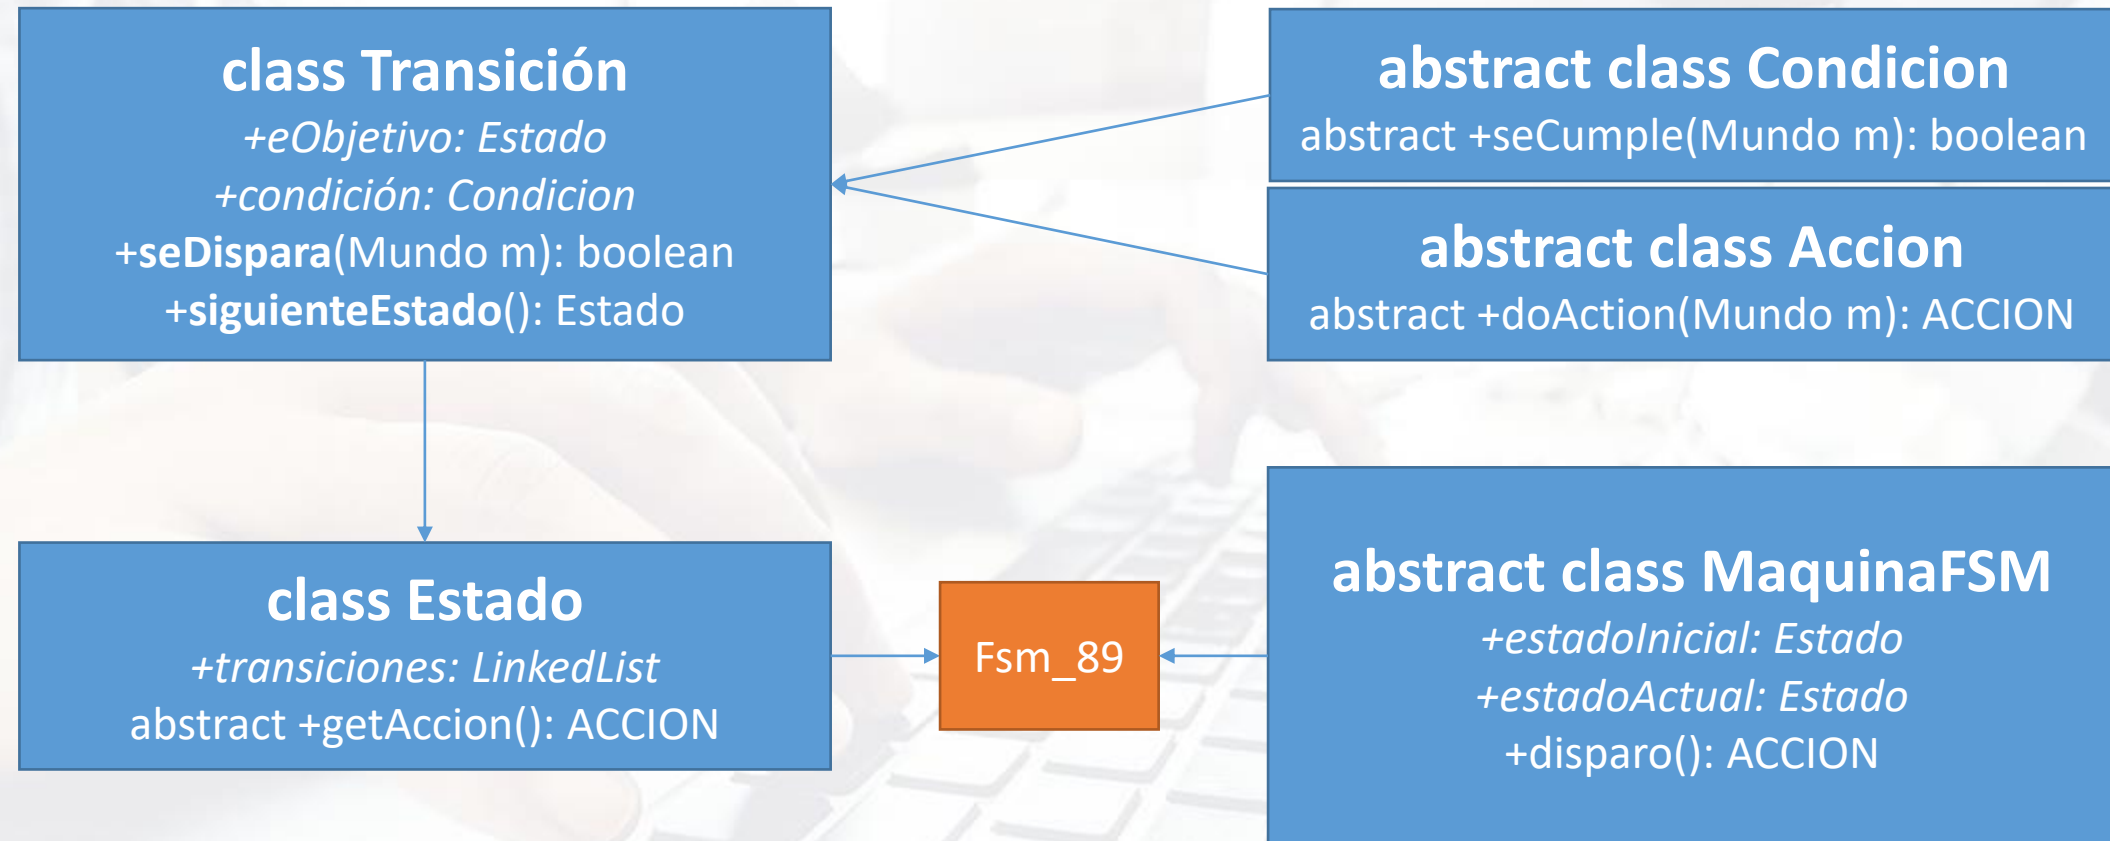 class Transición
+eObjetivo: Estado
+condición: Condicion
+seDispara(Mundo m): boolean
+siguienteEstado(): Estado
abstract class Condicion
abstract +seCumple(Mundo m): boolean
abstract class Accion
abstract +doAction(Mundo m): ACCION
class Estado
+transiciones: LinkedList
abstract +getAccion(): ACCION
Fsm_89
abstract class MaquinaFSM
+estadoInicial: Estado
+estadoActual: Estado
+disparo(): ACCION